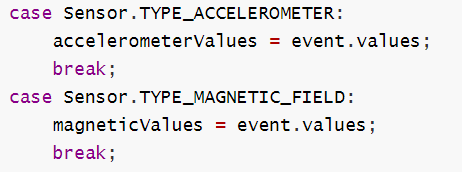 case Sensor.TYPE_ACCELEROMETER:
    accelerometerValues = event.values;
    break;
case Sensor.TYPE_MAGNETIC_FIELD:
    magneticValues = event.values;
    break;